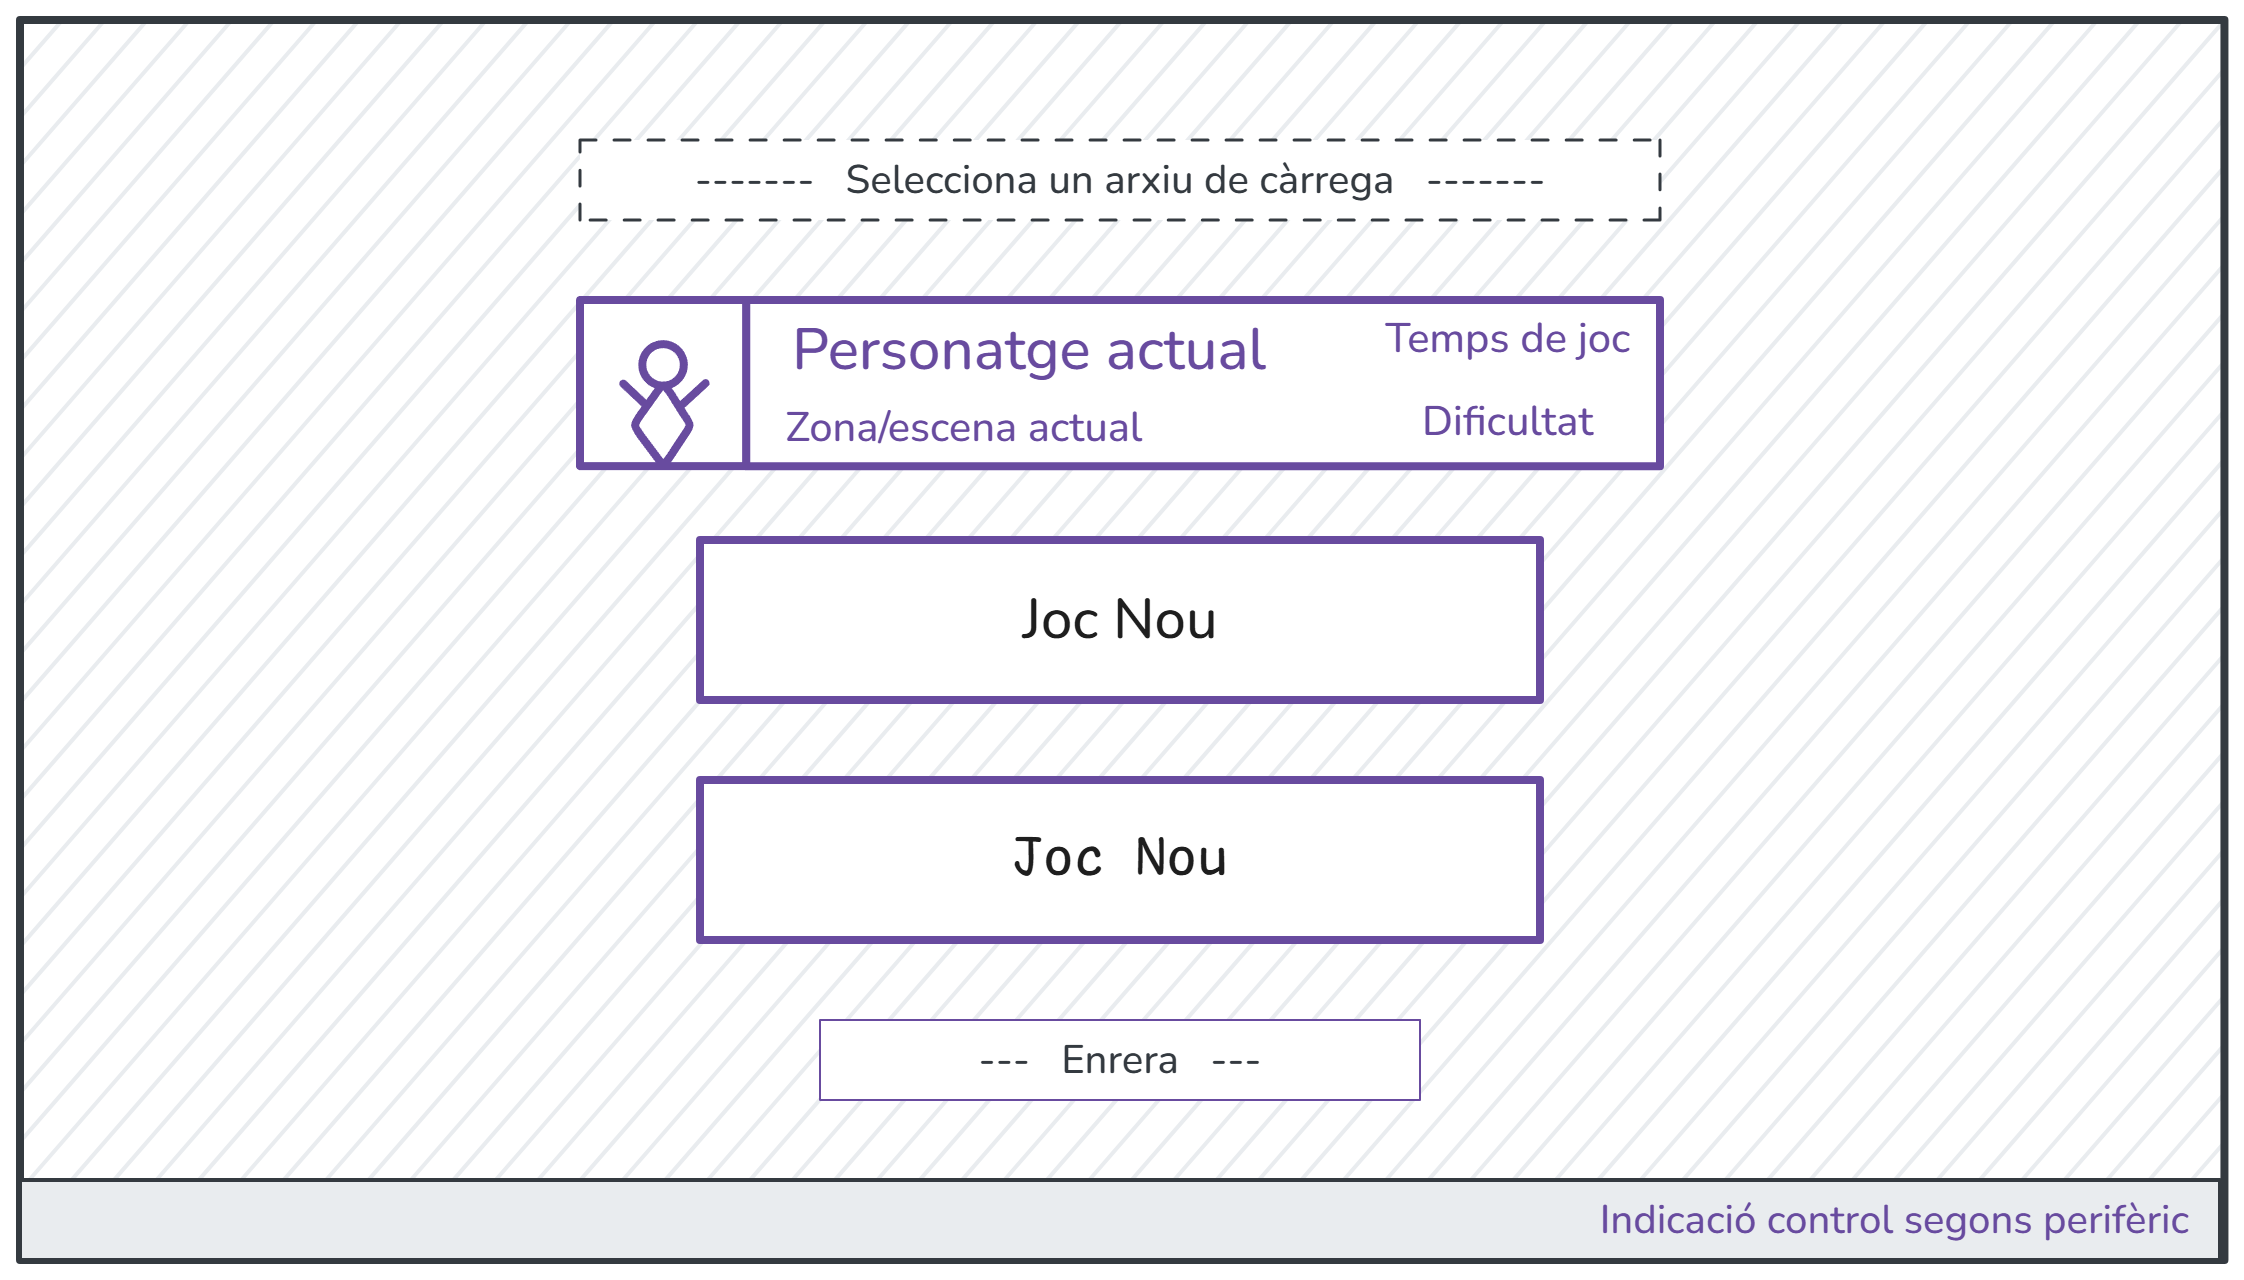 ------- Selecciona un arxiu de càrrega -------
Personatge actual
Temps de joc
Zona/escena actual
Dificultat
Joc Nou
Joc Nou
--- Enrera ---
Indicació control segons perifèric